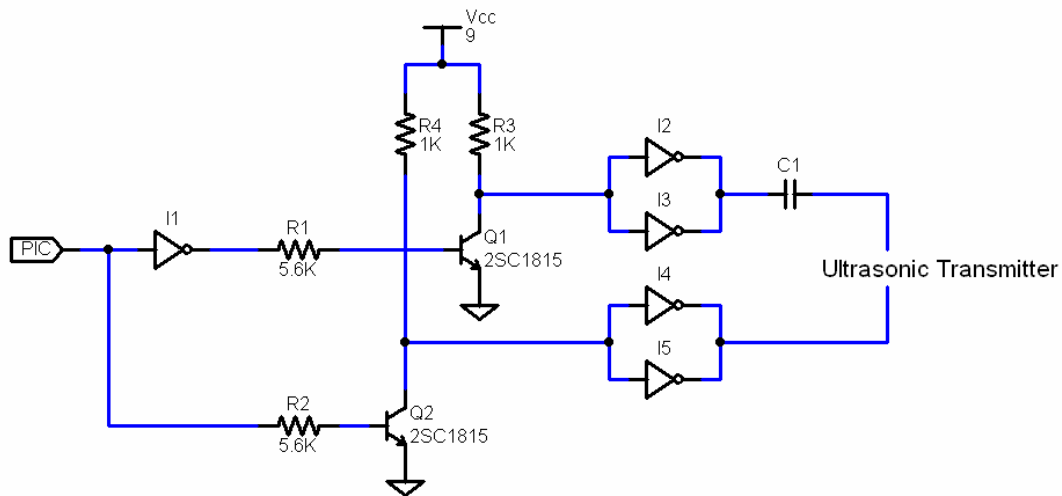 Vcc
9
R4
1K
R3
1K
I2
C1
I3
I1
PIC
R1
5.6K
Q1
2SC1815
Ultrasonic Transmitter
I4
I5
R2
5.6K
Q2
2SC1815